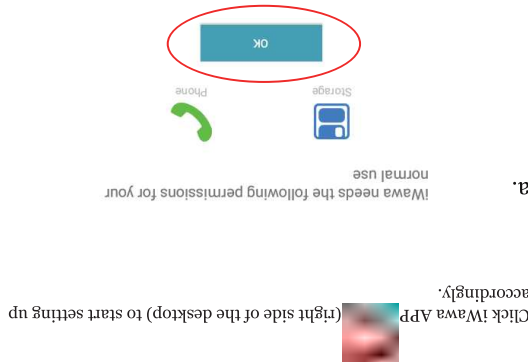 Click iWawa APP (right side of the desktop) to start setting up
accordingly.
a.
iWawa needs the following permissions for your
normal use
Storage Phone
OK